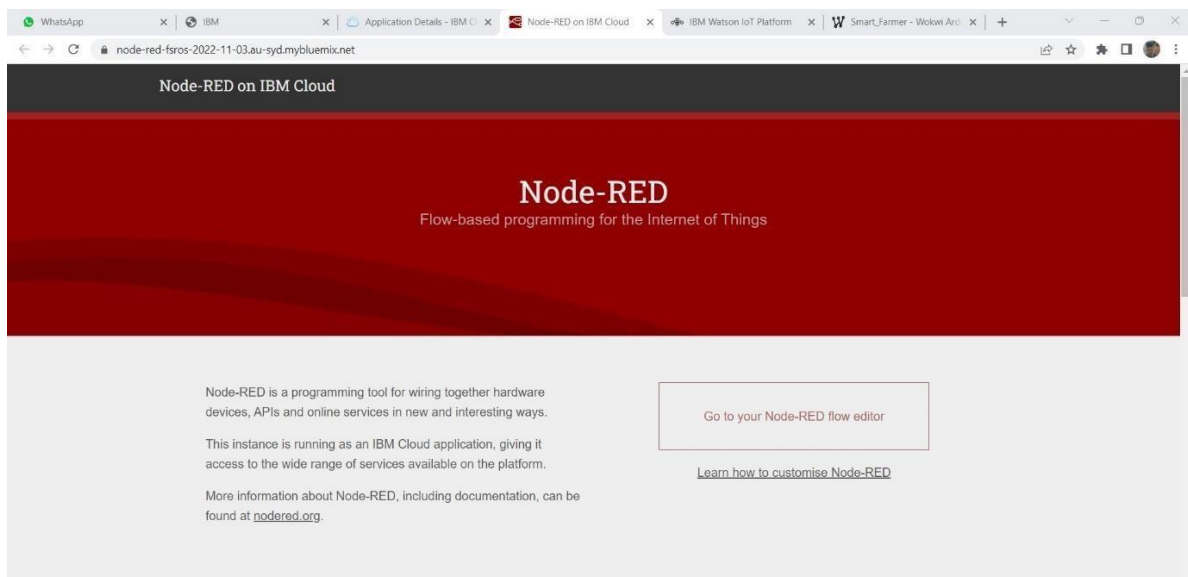 WhatsApp
IBM
Application Details - IBM Cl
Node-RED on IBM Cloud
IBM Watson IoT Platform
Smart_Farmer - Wokwi Ard
node-red-fsros-2022-11-03.au-syd.mybluemix.net
Node-RED on IBM Cloud
Node-RED
Flow-based programming for the Internet of Things
Node-RED is a programming tool for wiring together hardware
devices, APIs and online services in new and interesting ways.
This instance is running as an IBM Cloud application, giving it
access to the wide range of services available on the platform.
More information about Node-RED, including documentation, can be
found at nodered.org.
Go to your Node-RED flow editor
Learn how to customise Node-RED